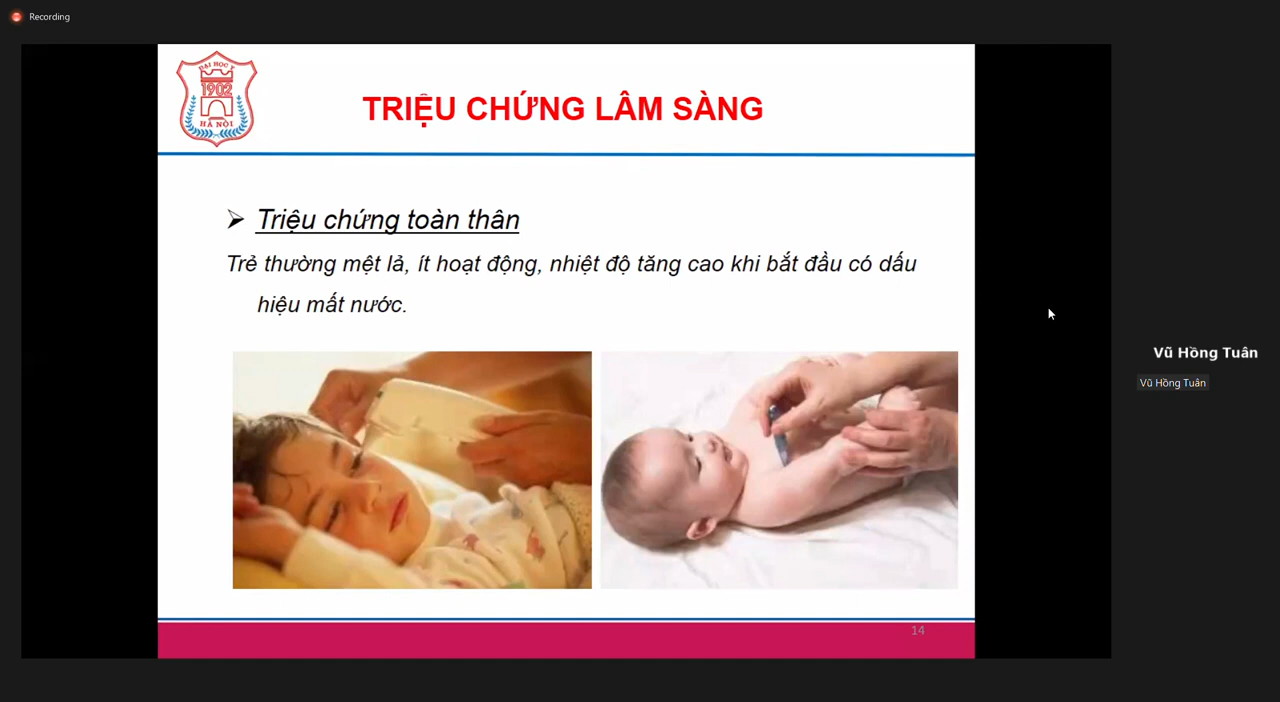 Recording
ĐẠI HỌC Y
1902
HÀ NỘI
TRIỆU CHỨNG LÂM SÀNG
Triệu chứng toàn thân
Trẻ thường mệt lả, ít hoạt động, nhiệt độ tăng cao khi bắt đầu có dấu
hiệu mất nước.
Vũ Hồng Tuân
Vũ Hồng Tuân
14